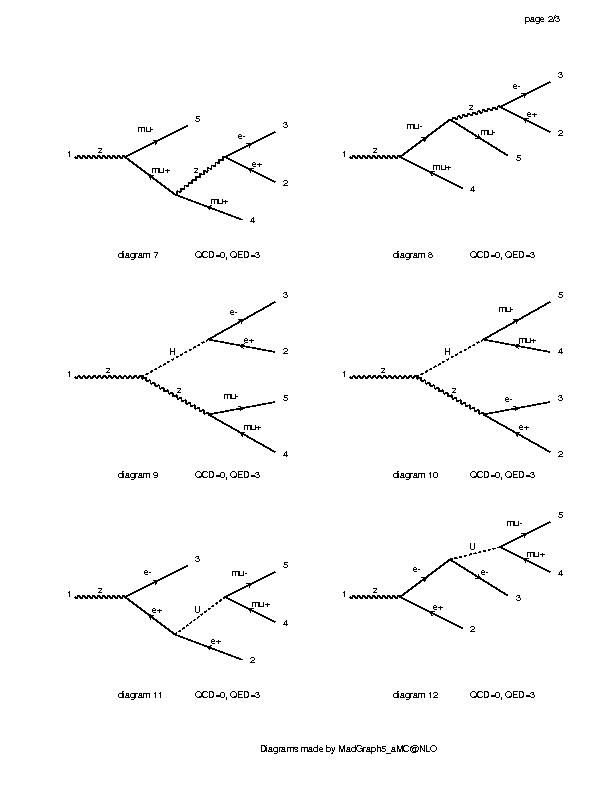 page 2/3
1 z mu- 5 mu+ z e- 3 e+ 2 mu+ 4
diagram 7 QCD=0, QED=3
1 z mu- z e- 3 e+ 2 mu- 5 mu+ 4
diagram 8 QCD=0, QED=3
1 z H e- 3 e+ 2 z mu- 5 mu+ 4
diagram 9 QCD=0, QED=3
1 z H mu- 5 mu+ 4 z e- 3 e+ 2
diagram 10 QCD=0, QED=3
1 z e- 3 e+ U mu- 5 mu+ 4 e+ 2
diagram 11 QCD=0, QED=3
1 z e- U mu- 5 mu+ 4 e- 3 e+ 2
diagram 12 QCD=0, QED=3
Diagrams made by MadGraph5_aMC@NLO